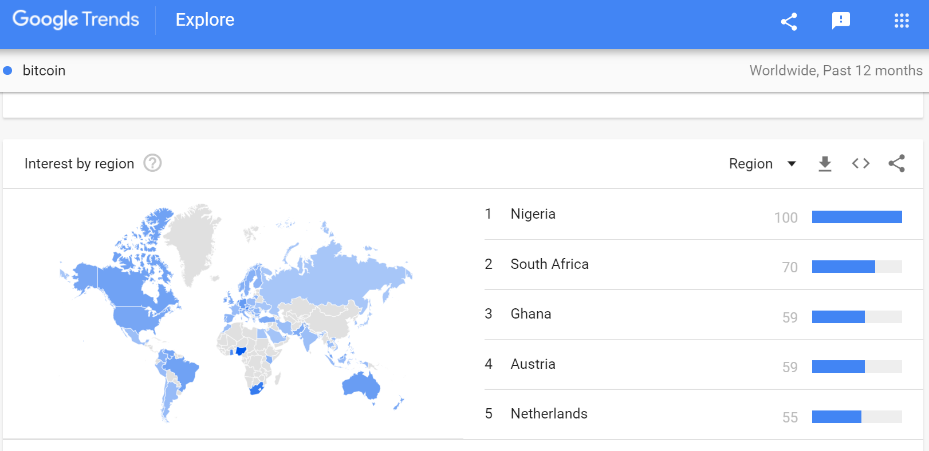 Google Trends Explore
bitcoin Worldwide, Past 12 months
Interest by region ? Region
1 Nigeria 100
2 South Africa 70
3 Ghana 59
4 Austria 59
5 Netherlands 55